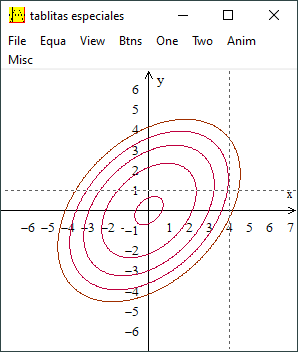 tablitas especiales
File Equa View Btns One Two Anim
Misc
y
6
5
4
3
2
1
x
-6 -5 -4 -3 -2 -1 1 2 3 4 5 6 7
-1
-2
-3
-4
-5
-6